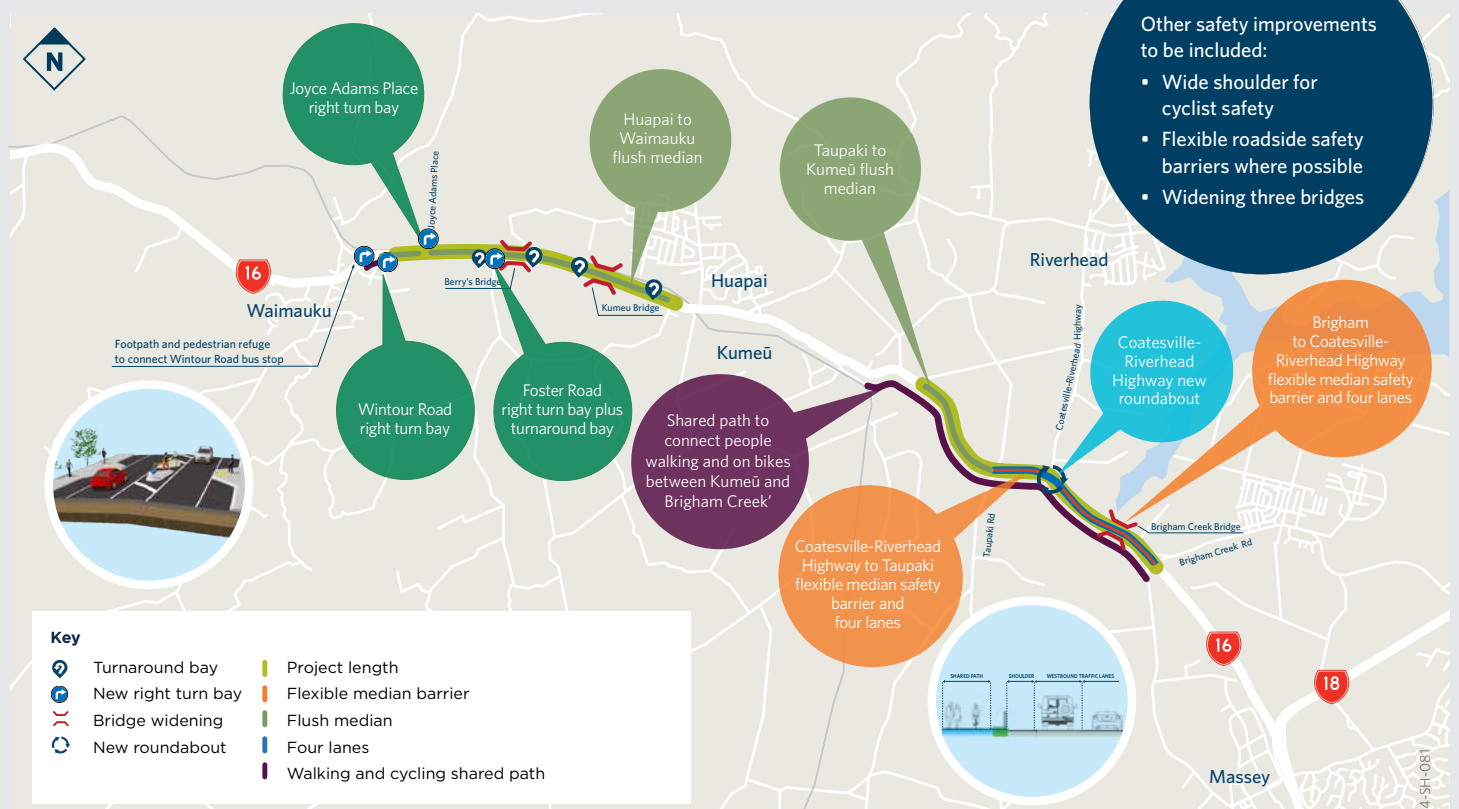 N
Other safety improvements
to be included:
▪ Wide shoulder for
cyclist safety
▪ Flexible roadside safety
barriers where possible
▪ Widening three bridges
Joyce Adams Place
right turn bay
Huapai to
Waimauku
flush median
Taupaki to
Kumeū flush
median
Joyce Adams Place
16
Waimauku
Berry's Bridge
Kumeu Bridge
Huapai
Kumeū
Riverhead
Coatesville-Riverhead Highway
Footpath and pedestrian refuge
to connect Wintour Road bus stop
Wintour Road
right turn bay
Foster Road
right turn bay plus
turnaround bay
Shared path to
connect people
walking and on bikes
between Kumeū and
Brigham Creek'
Coatesville-
Riverhead
Highway new
roundabout
Brigham
to Coatesville-
Riverhead Highway
flexible median safety
barrier and four lanes
Coatesville-Riverhead
Highway to Taupaki
flexible median safety
barrier and
four lanes
Taupaki Rd
Brigham Creek Bridge
Brigham Creek Rd
Key
Turnaround bay
New right turn bay
Bridge widening
New roundabout
Project length
Flexible median barrier
Flush median
Four lanes
Walking and cycling shared path
SHARED PATH
SHOULDER
WESTBOUND TRAFFIC LANES
16
18
Massey
4-SH-081